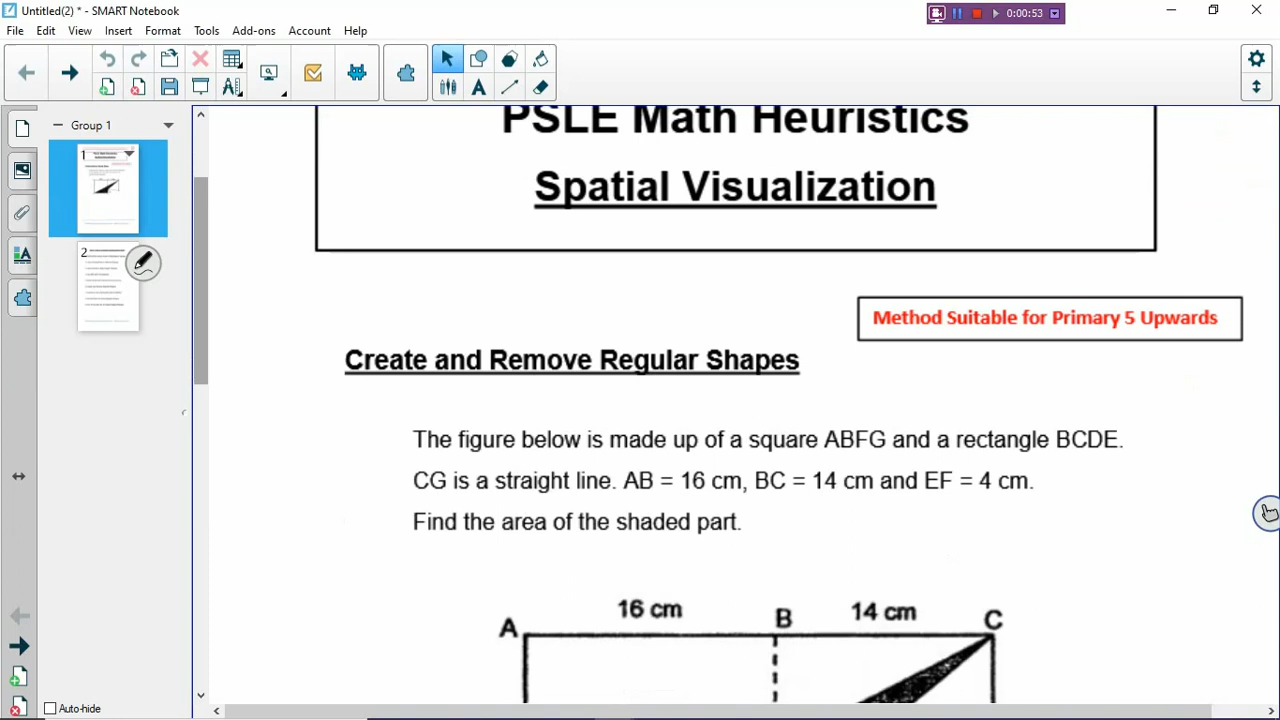 Untitled(2) * - SMART Notebook
0:00:53
File Edit View Insert Format Tools Add-ons Account Help
Group 1
1
2
Auto-hide
PSLE Math Heuristics
Spatial Visualization
Method Suitable for Primary 5 Upwards
Create and Remove Regular Shapes
The figure below is made up of a square ABFG and a rectangle BCDE.
CG is a straight line. AB = 16 cm, BC = 14 cm and EF = 4 cm.
Find the area of the shaded part.
A 16 cm B 14 cm C